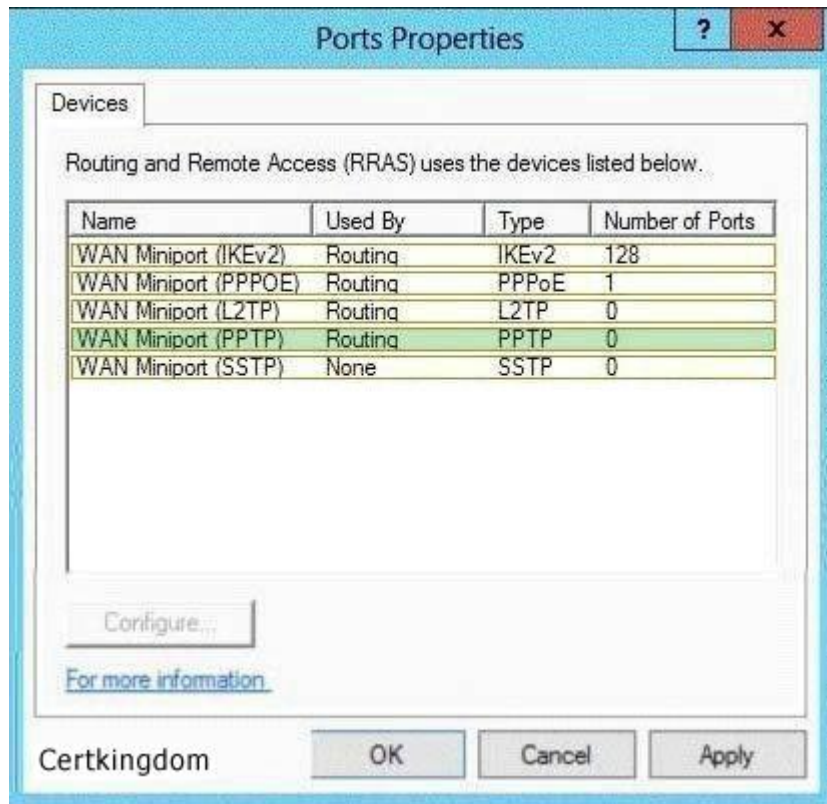 Ports Properties
?
x
Devices
Routing and Remote Access (RRAS) uses the devices listed below.
Name Used By Type Number of Ports
WAN Miniport (IKEv2) Routing IKEv2 128
WAN Miniport (PPPOE) Routing PPPoE 1
WAN Miniport (L2TP) Routing L2TP 0
WAN Miniport (PPTP) Routing PPTP 0
WAN Miniport (SSTP) None SSTP 0
Configure...
For more information
Certkingdom
OK Cancel Apply